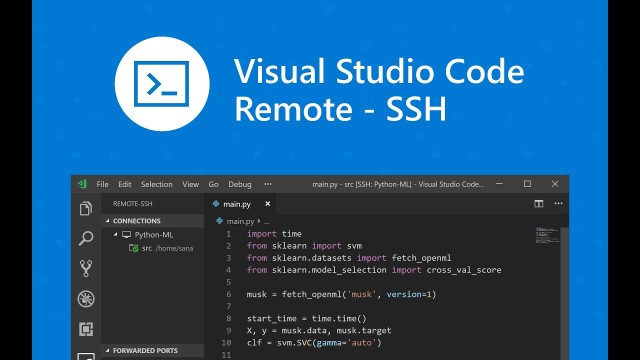 Visual Studio Code
Remote - SSH
File Edit Selection View Go Debug ••• main.py - src [SSH: Python-ML] - Visual Studio Code...
REMOTE-SSH
CONNECTIONS
Python-ML
src /home/sana
FORWARDED PORTS
main.py ×
main.py › ...
1 import time
2 from sklearn import svm
3 from sklearn.datasets import fetch_openml
4 from sklearn.model_selection import cross_val_score
5
6 musk = fetch_openml('musk', version=1)
7
8 start_time = time.time()
9 X, y = musk.data, musk.target
10 clf = svm.SVC(gamma='auto')
11